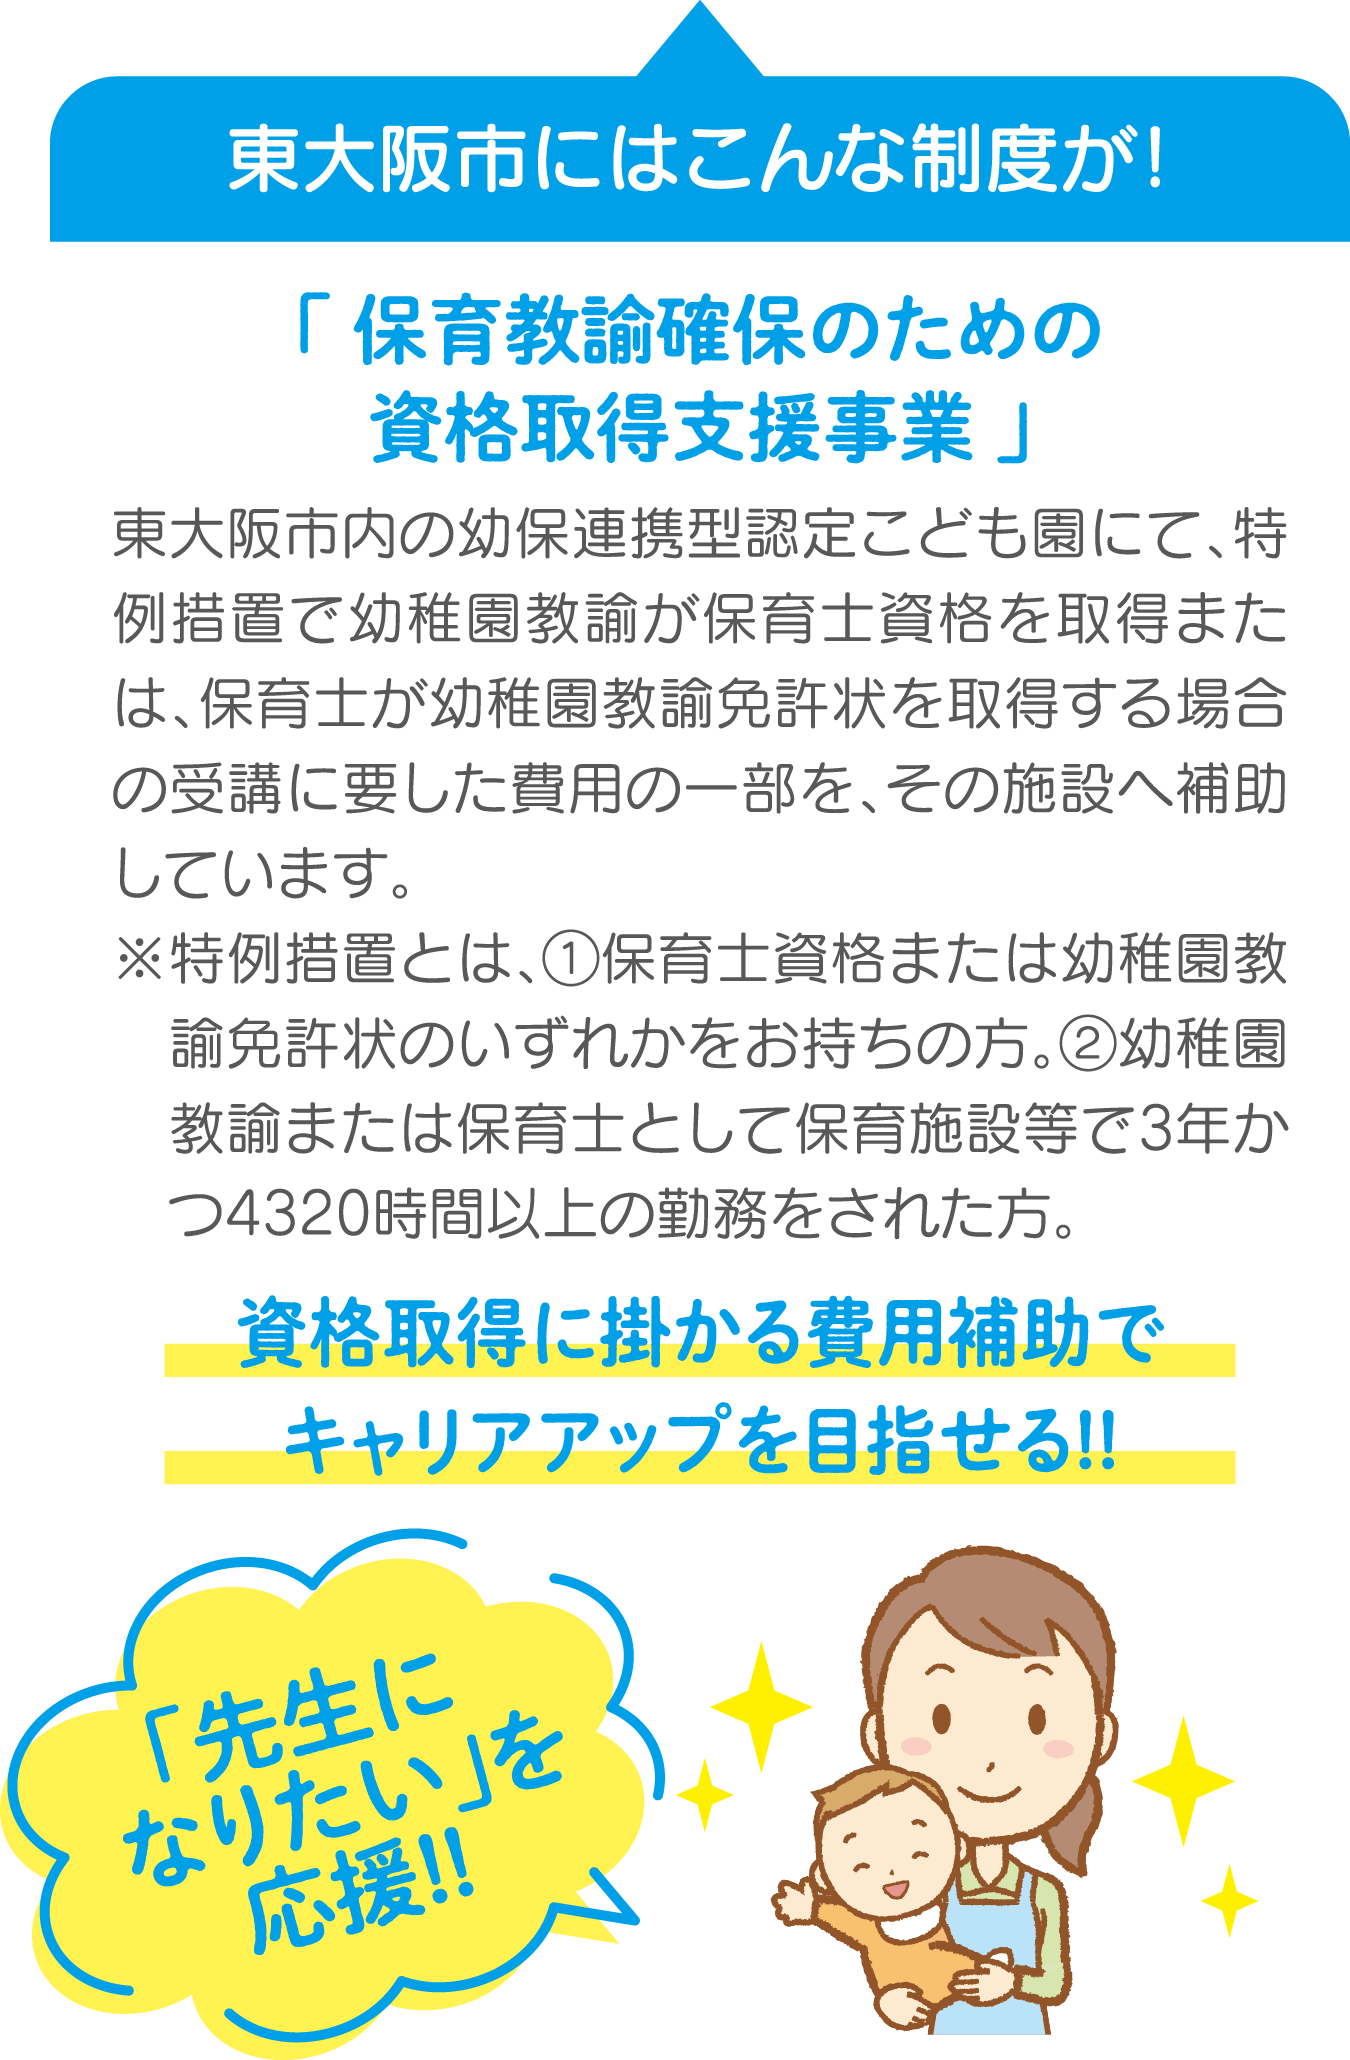 東大阪市にはこんな制度が!
「保育教諭確保のための
資格取得支援事業」
東大阪市内の幼保連携型認定こども園にて、特
例措置で幼稚園教諭が保育士資格を取得また
は、保育士が幼稚園教諭免許状を取得する場合
の受講に要した費用の一部を、その施設へ補助
しています。
※特例措置とは、①保育士資格または幼稚園教
諭免許状のいずれかをお持ちの方。②幼稚園
教諭または保育士として保育施設等で3年か
つ4320時間以上の勤務をされた方。
資格取得に掛かる費用補助で
キャリアアップを目指せる!!
「先生に
なりたい」を
応援!!